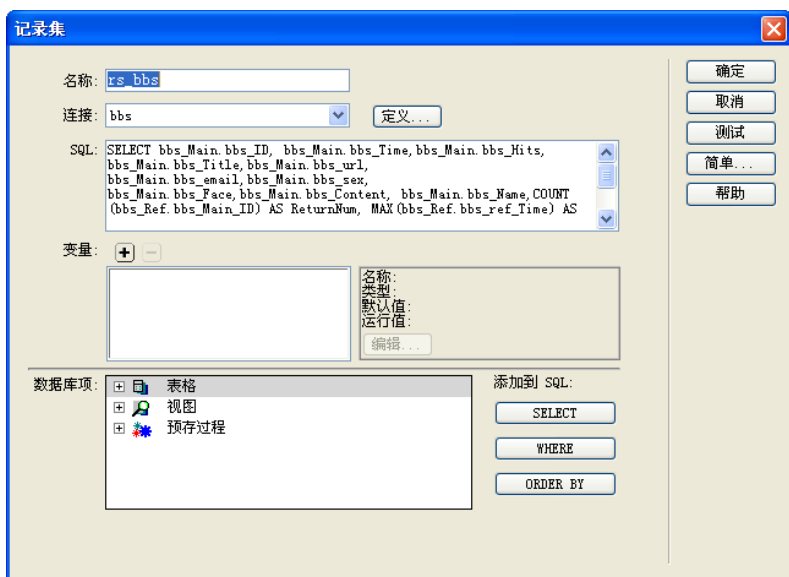 记录集
名称: rs_bbs
确定
连接: bbs 定义...
取消
测试
SQL: SELECT bbs_Main.bbs_ID, bbs_Main.bbs_Time,bbs_Main.bbs_Hits,
bbs_Main.bbs_Title,bbs_Main.bbs_url,
bbs_Main.bbs_email,bbs_Main.bbs_sex,
bbs_Main.bbs_Face,bbs_Main.bbs_Content, bbs_Main.bbs_Name,COUNT
(bbs_Ref.bbs_Main_ID) AS ReturnNum, MAX(bbs_Ref.bbs_ref_Time) AS
简单...
帮助
变量:
名称:
类型:
默认值:
运行值:
编辑...
数据库项: 表格
视图
预存过程
添加到 SQL:
SELECT
WHERE
ORDER BY